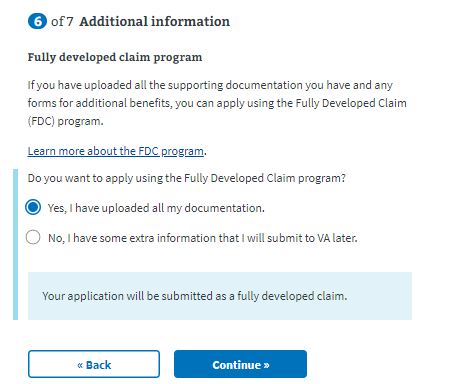 6 of 7 Additional information
Fully developed claim program
If you have uploaded all the supporting documentation you have and any
forms for additional benefits, you can apply using the Fully Developed Claim
(FDC) program.
Learn more about the FDC program.
Do you want to apply using the Fully Developed Claim program?
Yes, I have uploaded all my documentation.
No, I have some extra information that I will submit to VA later.
Your application will be submitted as a fully developed claim.
« Back
Continue »